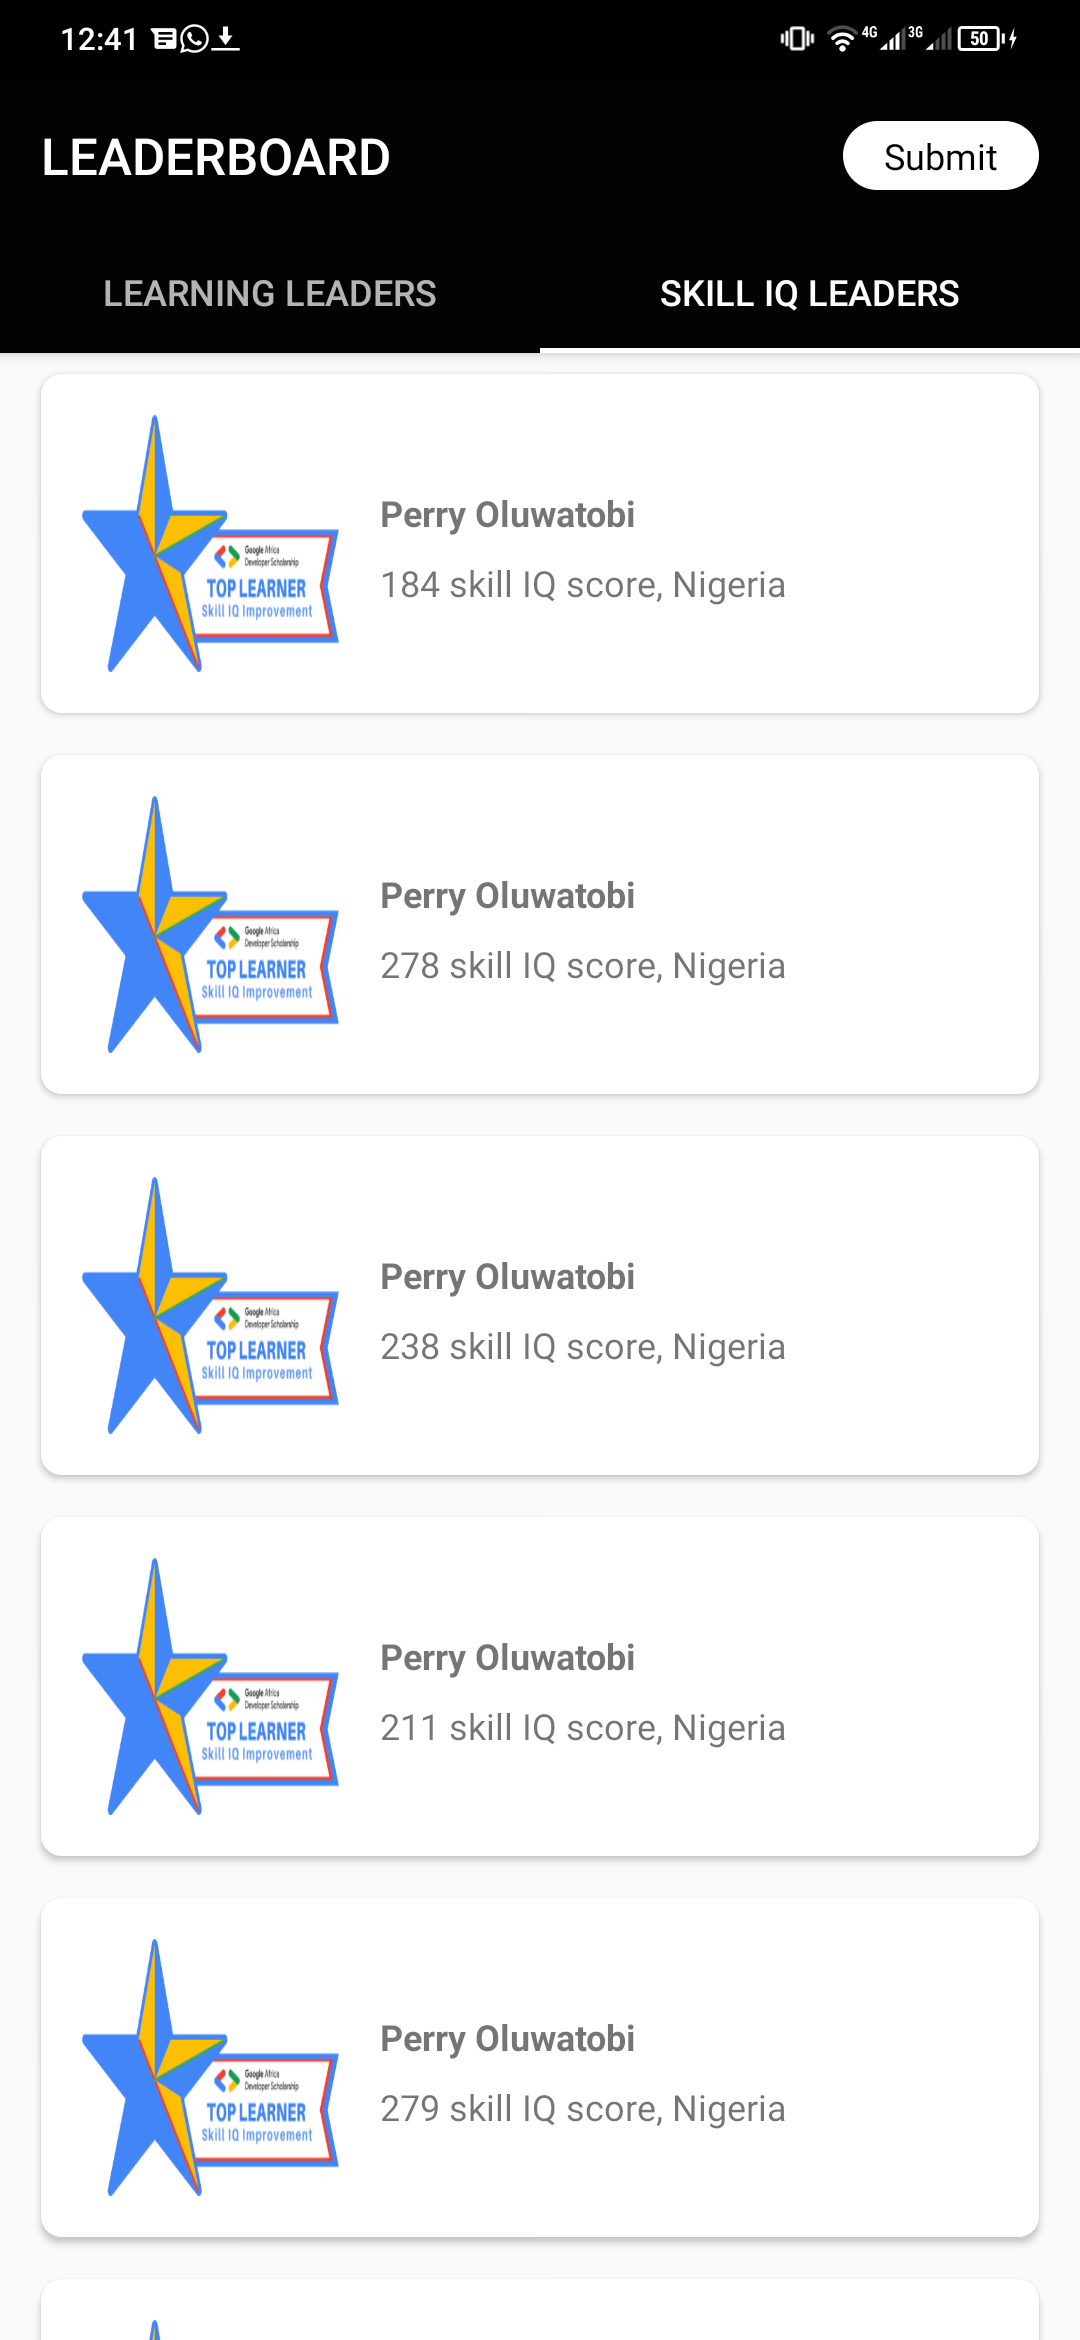 12:41
4G 3G 50
LEADERBOARD
Submit
LEARNING LEADERS
SKILL IQ LEADERS
Google Africa
Developer Scholarship
TOP LEARNER
Skill IQ Improvement
Perry Oluwatobi
184 skill IQ score, Nigeria
Google Africa
Developer Scholarship
TOP LEARNER
Skill IQ Improvement
Perry Oluwatobi
278 skill IQ score, Nigeria
Google Africa
Developer Scholarship
TOP LEARNER
Skill IQ Improvement
Perry Oluwatobi
238 skill IQ score, Nigeria
Google Africa
Developer Scholarship
TOP LEARNER
Skill IQ Improvement
Perry Oluwatobi
211 skill IQ score, Nigeria
Google Africa
Developer Scholarship
TOP LEARNER
Skill IQ Improvement
Perry Oluwatobi
279 skill IQ score, Nigeria